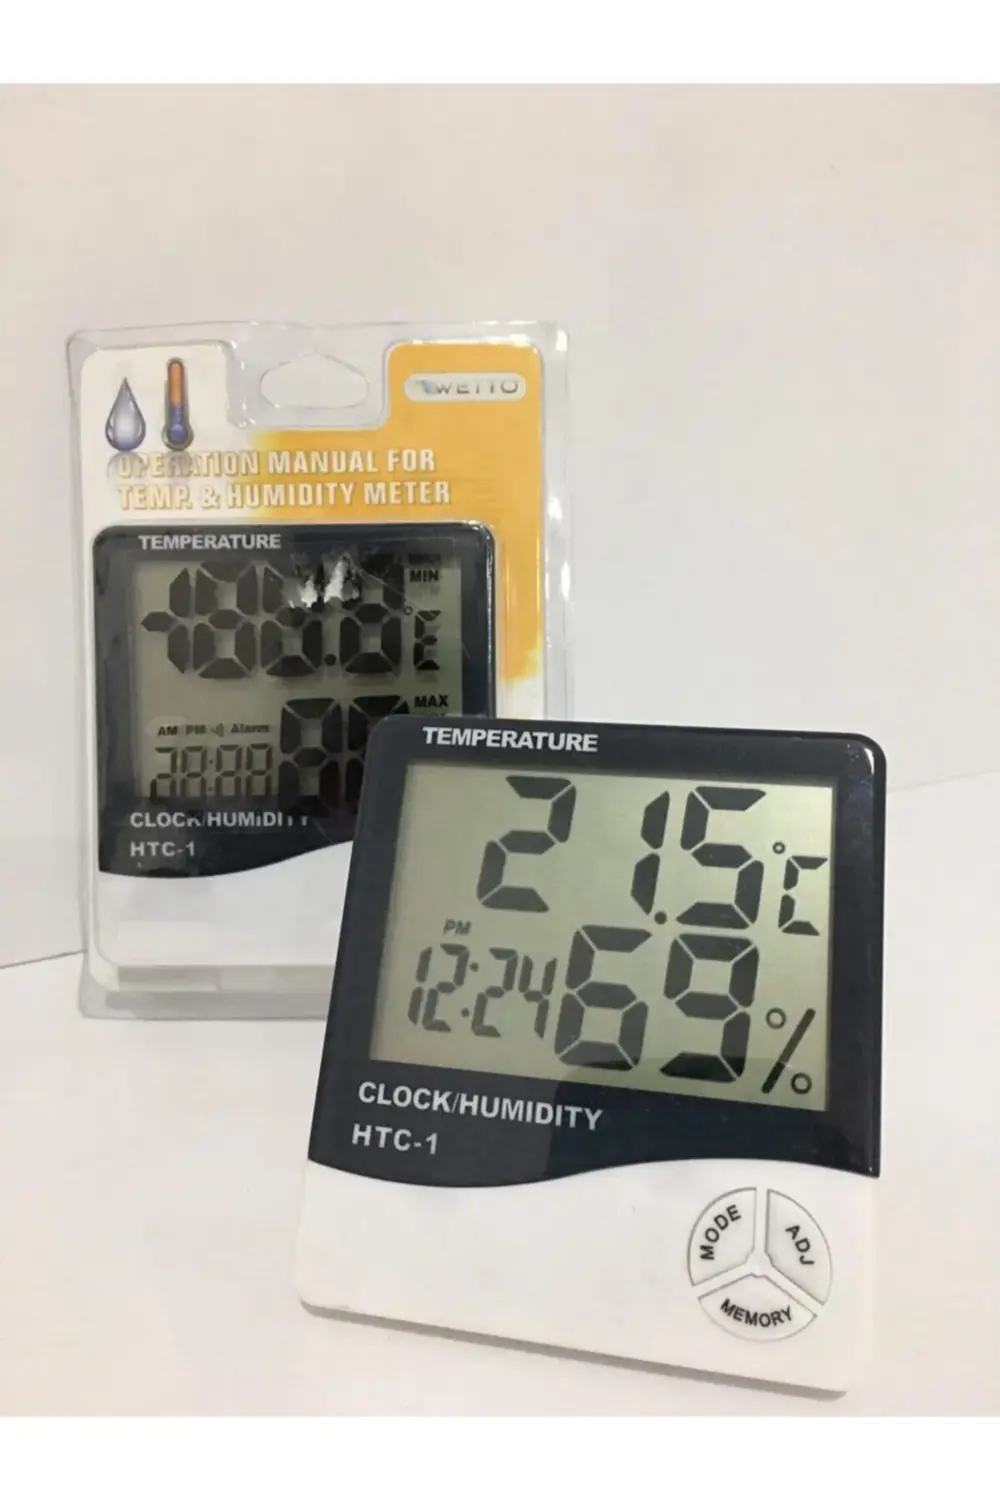 WETTO
OPERATION MANUAL FOR
TEMP. & HUMIDITY METER
TEMPERATURE
MIN
MAX
AM PM Alarm
CLOCK/HUMIDITY
HTC-1
TEMPERATURE
21.5°C
PM
12:24 69%
CLOCK/HUMIDITY
HTC-1
MODE
ADJ
MEMORY